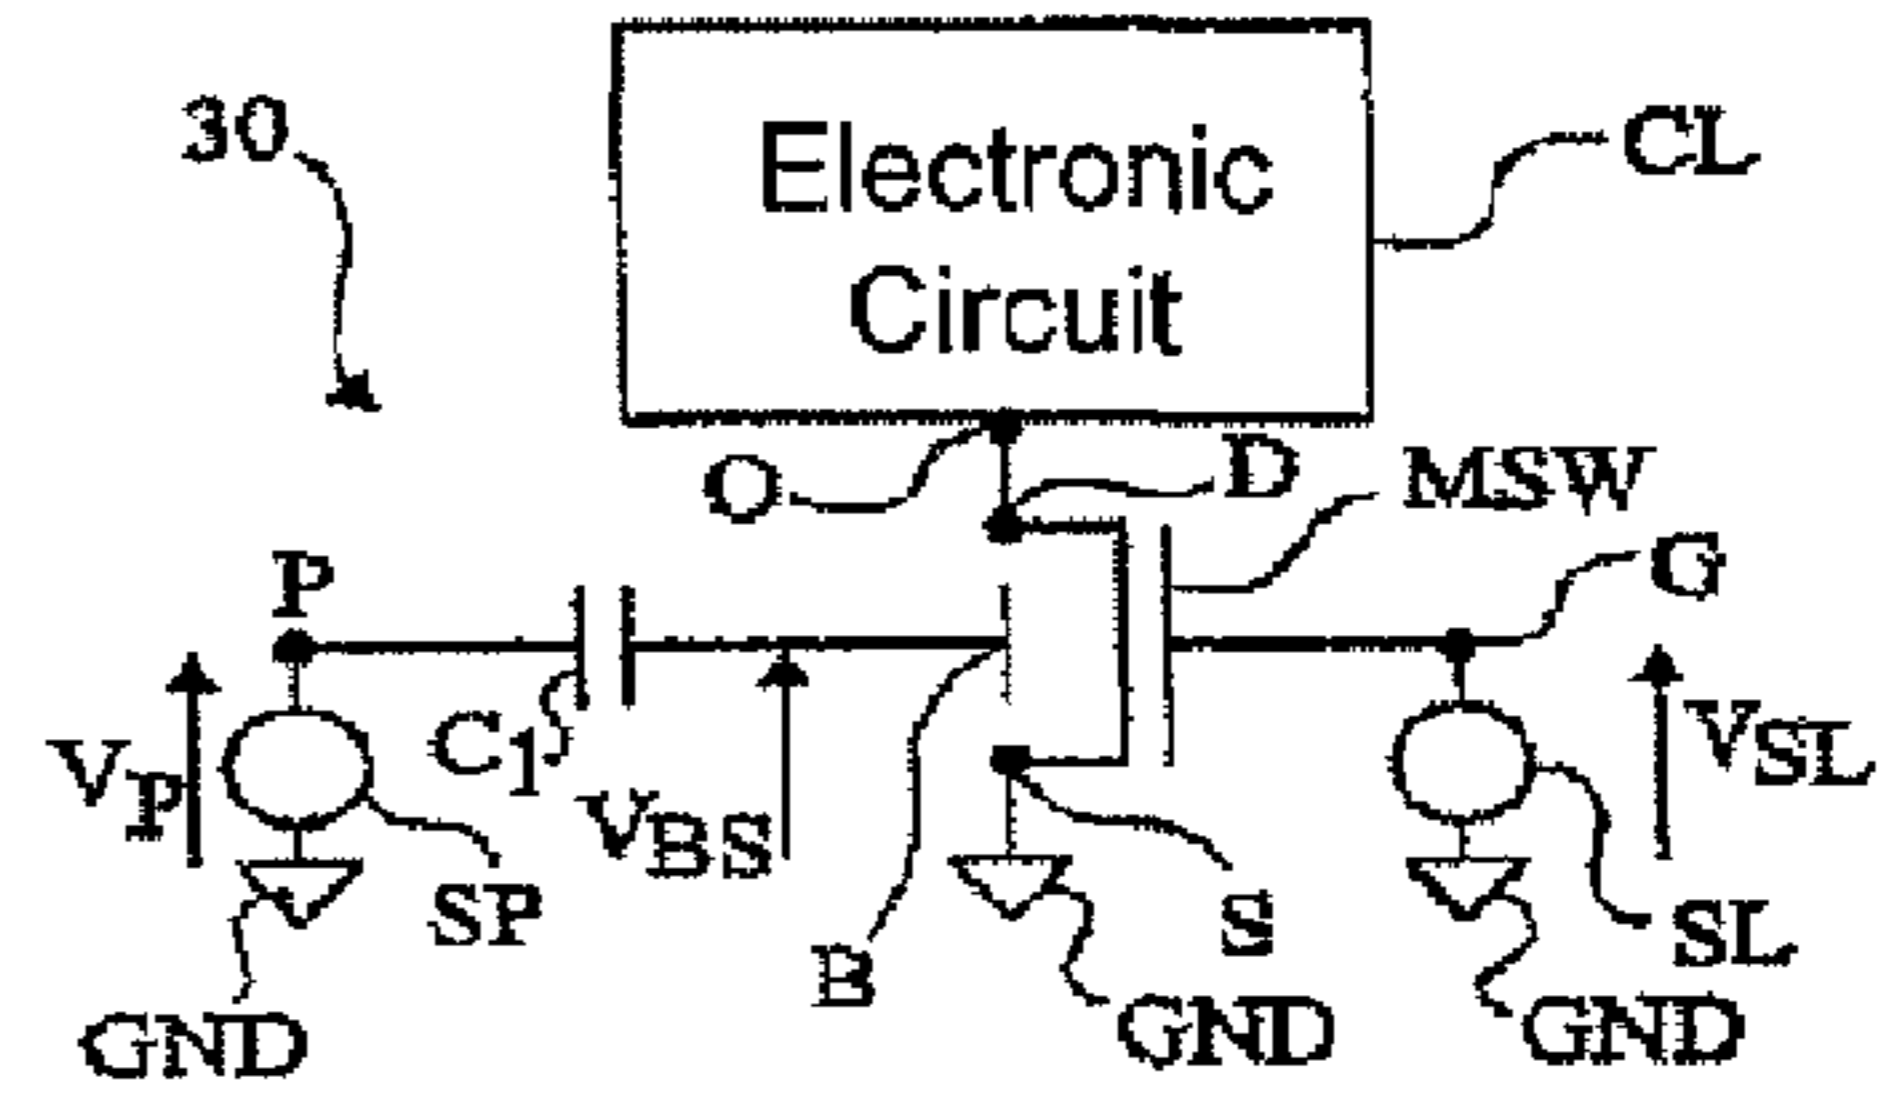 30
Electronic
Circuit
CL
O
D
MSW
P
G
C1
VP
VBS
VSL
SP
B
S
SL
GND
GND
GND